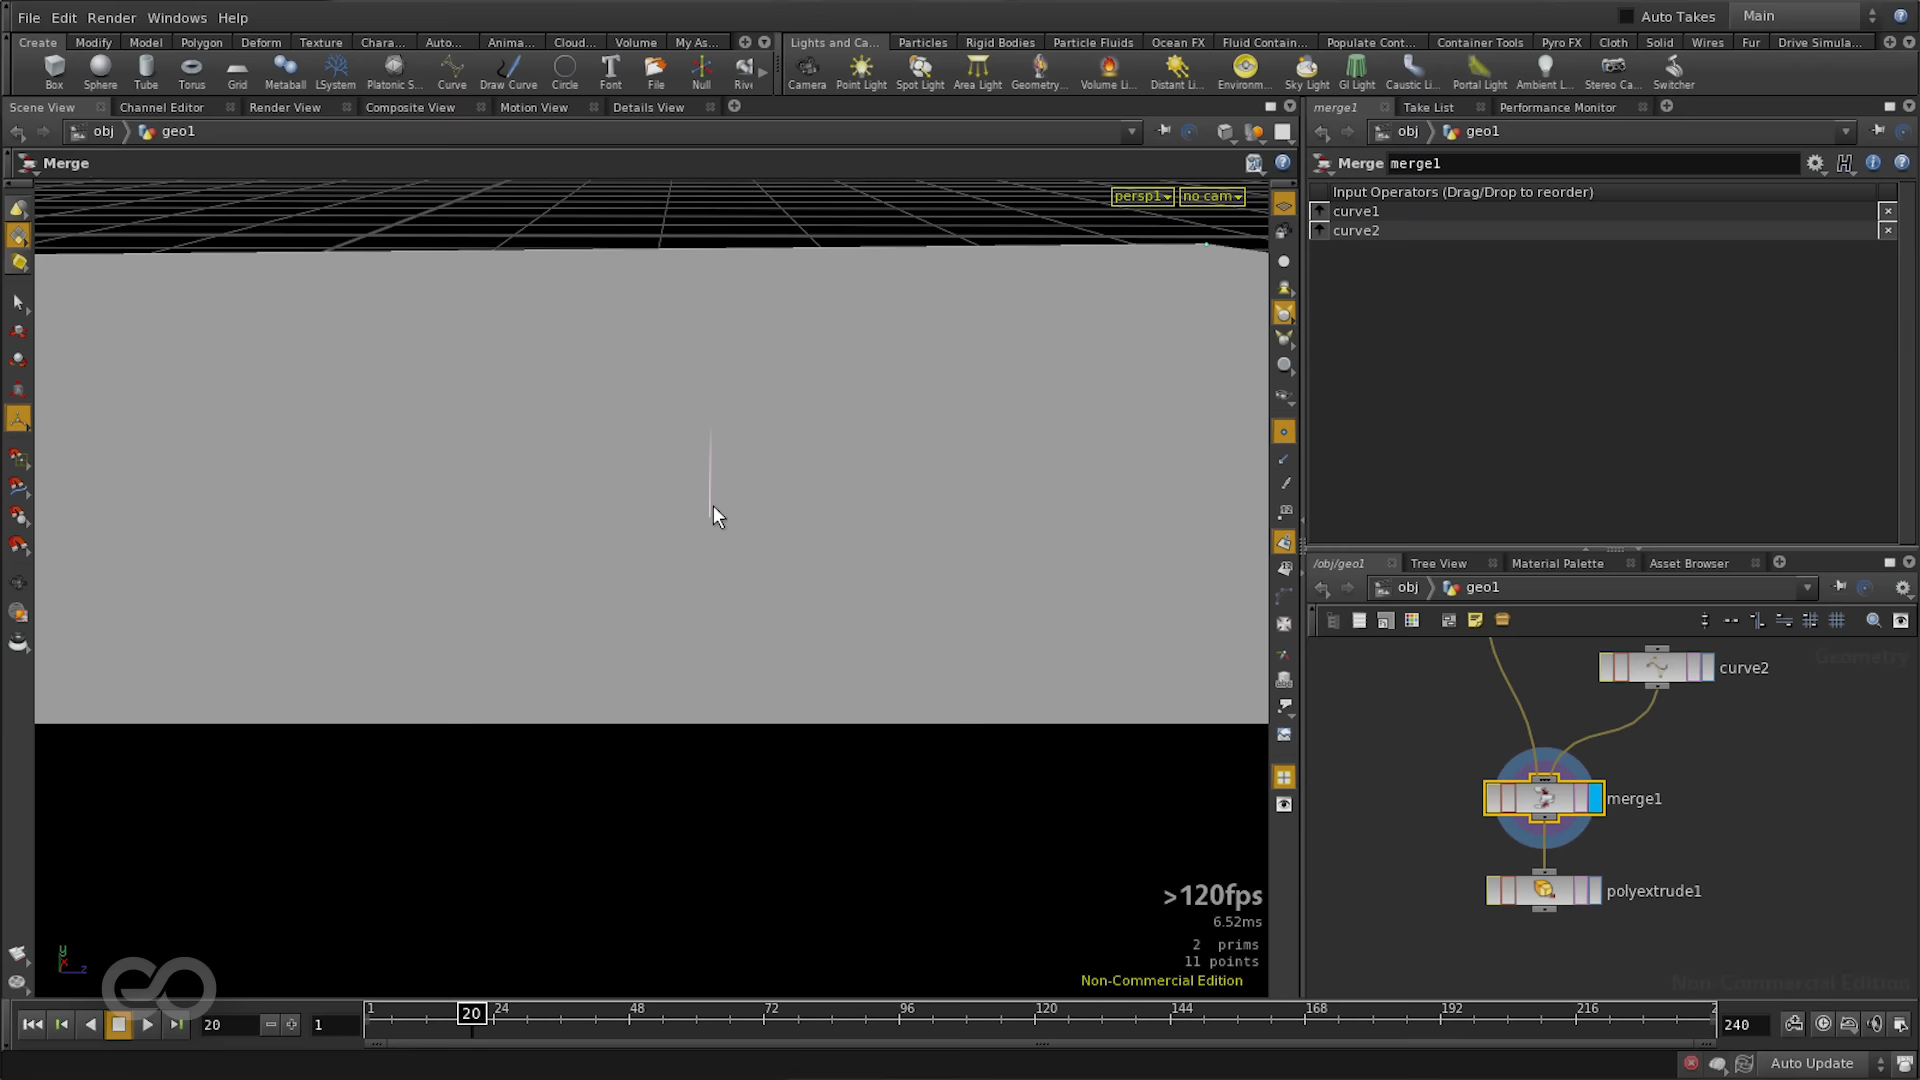 File Edit Render Windows Help
Auto Takes Main
Create Modify Model Polygon Deform Texture Chara... Auto... Anima... Cloud... Volume My As...
Lights and Ca... Particles Rigid Bodies Particle Fluids Ocean FX Fluid Contain... Populate Cont... Container Tools Pyro FX Cloth Solid Wires Fur Drive Simula...
Box Sphere Tube Torus Grid Metaball LSystem Platonic S... Curve Draw Curve Circle Font File Null Rive
Camera Point Light Spot Light Area Light Geometry... Volume Li... Distant Li... Environm... Sky Light GI Light Caustic Li... Portal Light Ambient L... Stereo Ca... Switcher
Scene View Channel Editor Render View Composite View Motion View Details View
merge1 Take List Performance Monitor
obj geo1
obj geo1
Merge
Merge merge1
persp1 no cam
Input Operators (Drag/Drop to reorder)
curve1
curve2
/obj/geo1 Tree View Material Palette Asset Browser
obj geo1
Geometry
curve2
merge1
polyextrude1
Non-Commercial Edition
>120fps
6.52ms
2 prims
11 points
Non-Commercial Edition
y
x
z
20 1
1 20 24 48 72 96 120 144 168 192 216 2
240
Auto Update